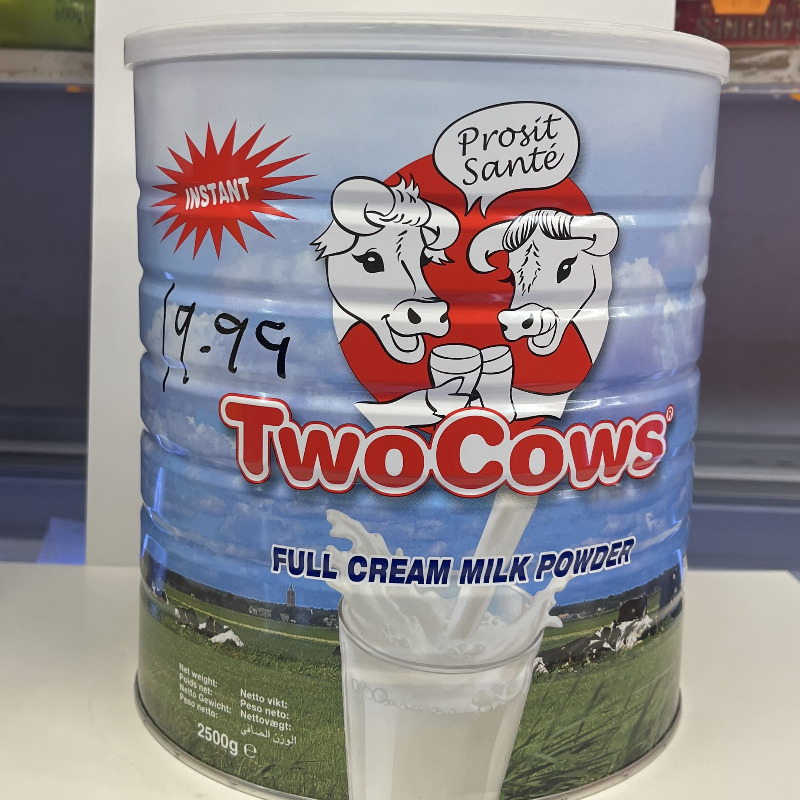 Prosit
Santé
INSTANT
19.99
TwoCows®
FULL CREAM MILK POWDER
Net weight:
Poids net:
Netto Gewicht:
Peso netto:
Netto vikt:
Peso neto:
Nettovægt:
الوزن الصافي:
2500g ℮